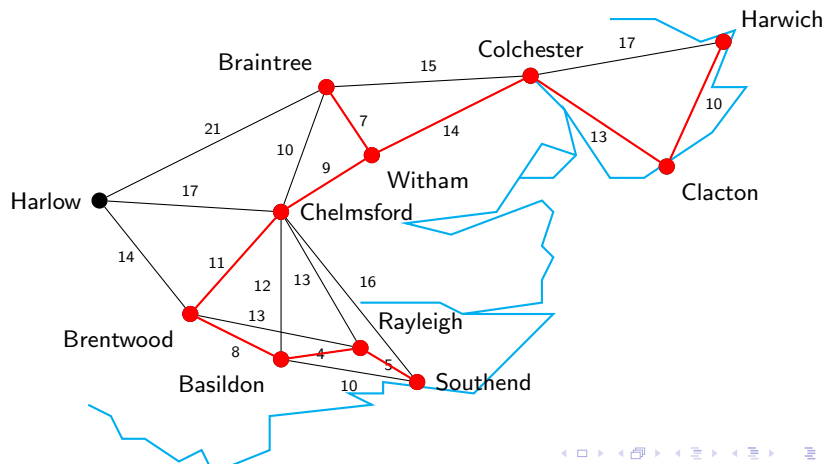 Harwich
Colchester
17
Braintree
15
10
21
7
14
13
10
9
Witham
Clacton
17
Harlow
Chelmsford
14
11
12
13
16
13
Rayleigh
Brentwood
8
4
5
Basildon
10
Southend